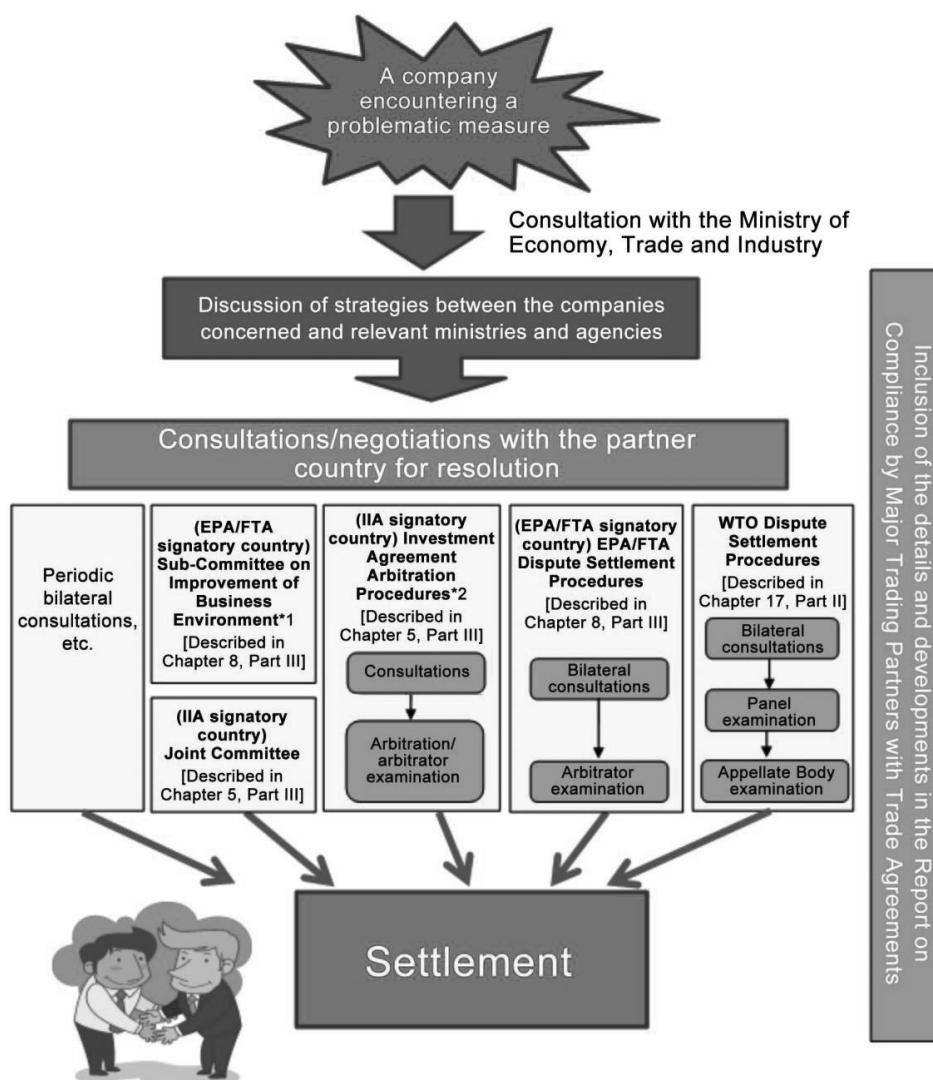 A company
encountering a
problematic measure
Consultation with the Ministry of
Economy, Trade and Industry
Discussion of strategies between the companies
concerned and relevant ministries and agencies
Consultations/negotiations with the partner
country for resolution
Periodic
bilateral
consultations,
etc.
(EPA/FTA
signatory country)
Sub-Committee on
Improvement of
Business
Environment*1
[Described in
Chapter 8, Part III]
(IIA signatory
country)
Joint Committee
[Described in
Chapter 5, Part III]
(IIA signatory
country) Investment
Agreement
Arbitration
Procedures*2
[Described in
Chapter 5, Part III]
Consultations
Arbitration/
arbitrator
examination
(EPA/FTA signatory
country) EPA/FTA
Dispute Settlement
Procedures
[Described in
Chapter 8, Part III]
Bilateral
consultations
Arbitrator
examination
WTO Dispute
Settlement
Procedures
[Described in
Chapter 17, Part II]
Bilateral
consultations
Panel
examination
Appellate Body
examination
Settlement
Inclusion of the details and developments in the Report on
Compliance by Major Trading Partners with Trade Agreements